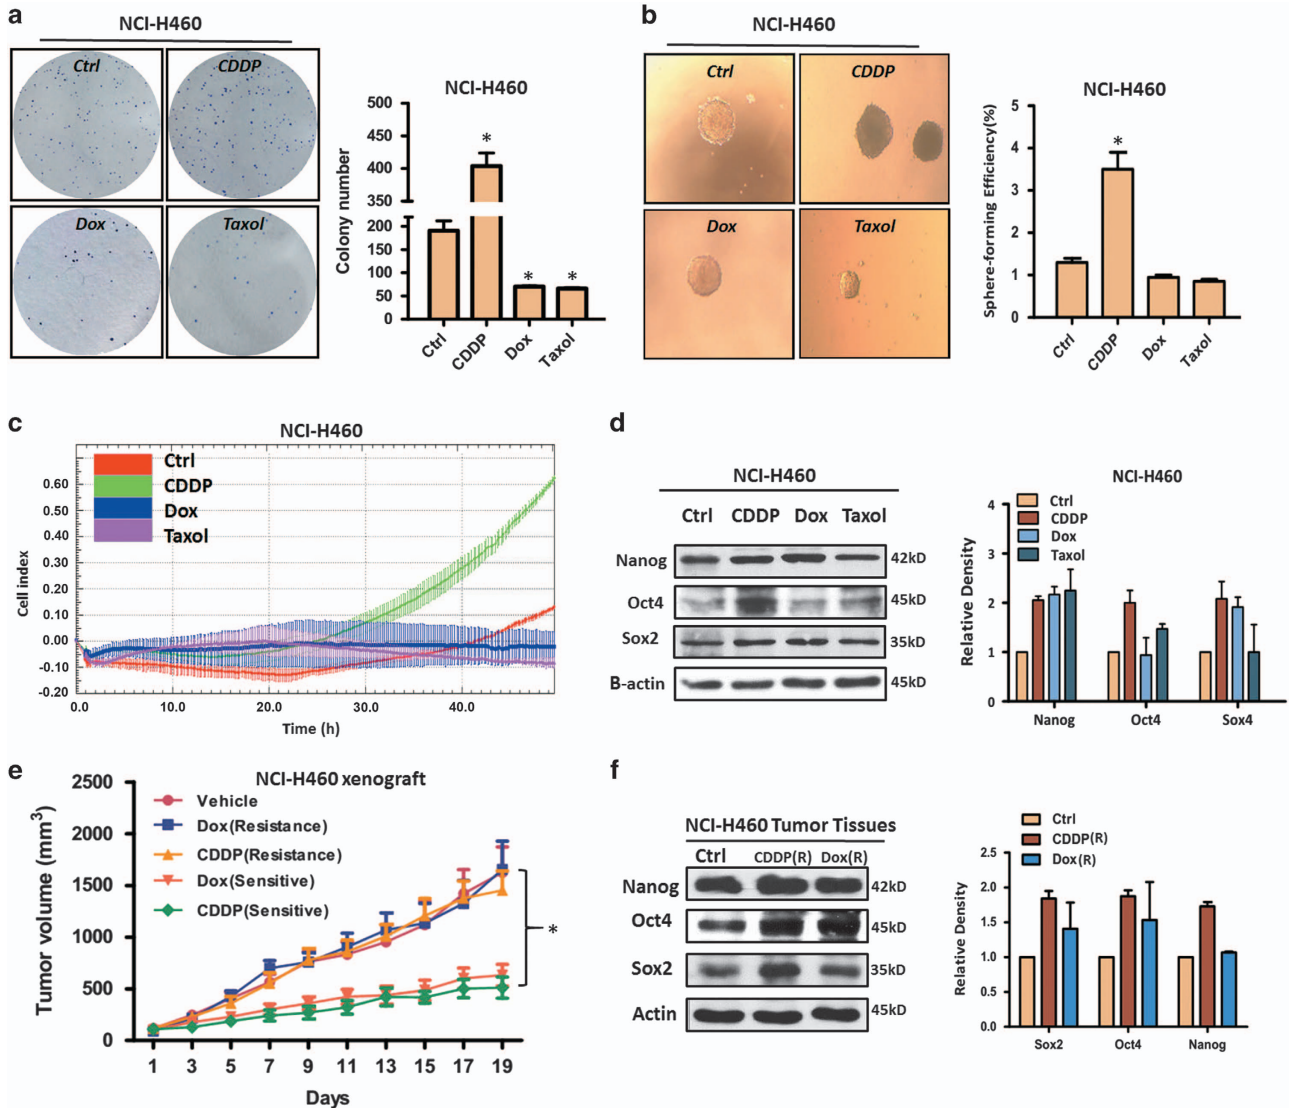 a
NCI-H460
Ctrl
CDDP
Dox
Taxol
NCI-H460
Colony number
500
450
400
350
200
150
100
50
0
Ctrl
CDDP
Dox
Taxol
*
*
*
b
NCI-H460
Ctrl
CDDP
Dox
Taxol
NCI-H460
Sphere-forming Efficiency(%)
5
4
3
2
1
0
Ctrl
CDDP
Dox
Taxol
*
c
NCI-H460
Ctrl
CDDP
Dox
Taxol
Cell index
0.60
0.50
0.40
0.30
0.20
0.10
0.00
-0.10
-0.20
0.0 10.0 20.0 30.0 40.0
Time (h)
d
NCI-H460
Ctrl CDDP Dox Taxol
Nanog 42kD
Oct4 45kD
Sox2 35kD
B-actin 45kD
NCI-H460
Ctrl
CDDP
Dox
Taxol
Relative Density
4
3
2
1
0
Nanog Oct4 Sox4
e
NCI-H460 xenograft
Vehicle
Dox(Resistance)
CDDP(Resistance)
Dox(Sensitive)
CDDP(Sensitive)
Tumor volume (mm³)
2500
2000
1500
1000
500
0
*
1 3 5 7 9 11 13 15 17 19
Days
f
NCI-H460 Tumor Tissues
Ctrl CDDP(R) Dox(R)
Nanog 42kD
Oct4 45kD
Sox2 35kD
Actin 45kD
Ctrl
CDDP(R)
Dox(R)
Relative Density
2.5
2.0
1.5
1.0
0.5
0.0
Sox2 Oct4 Nanog